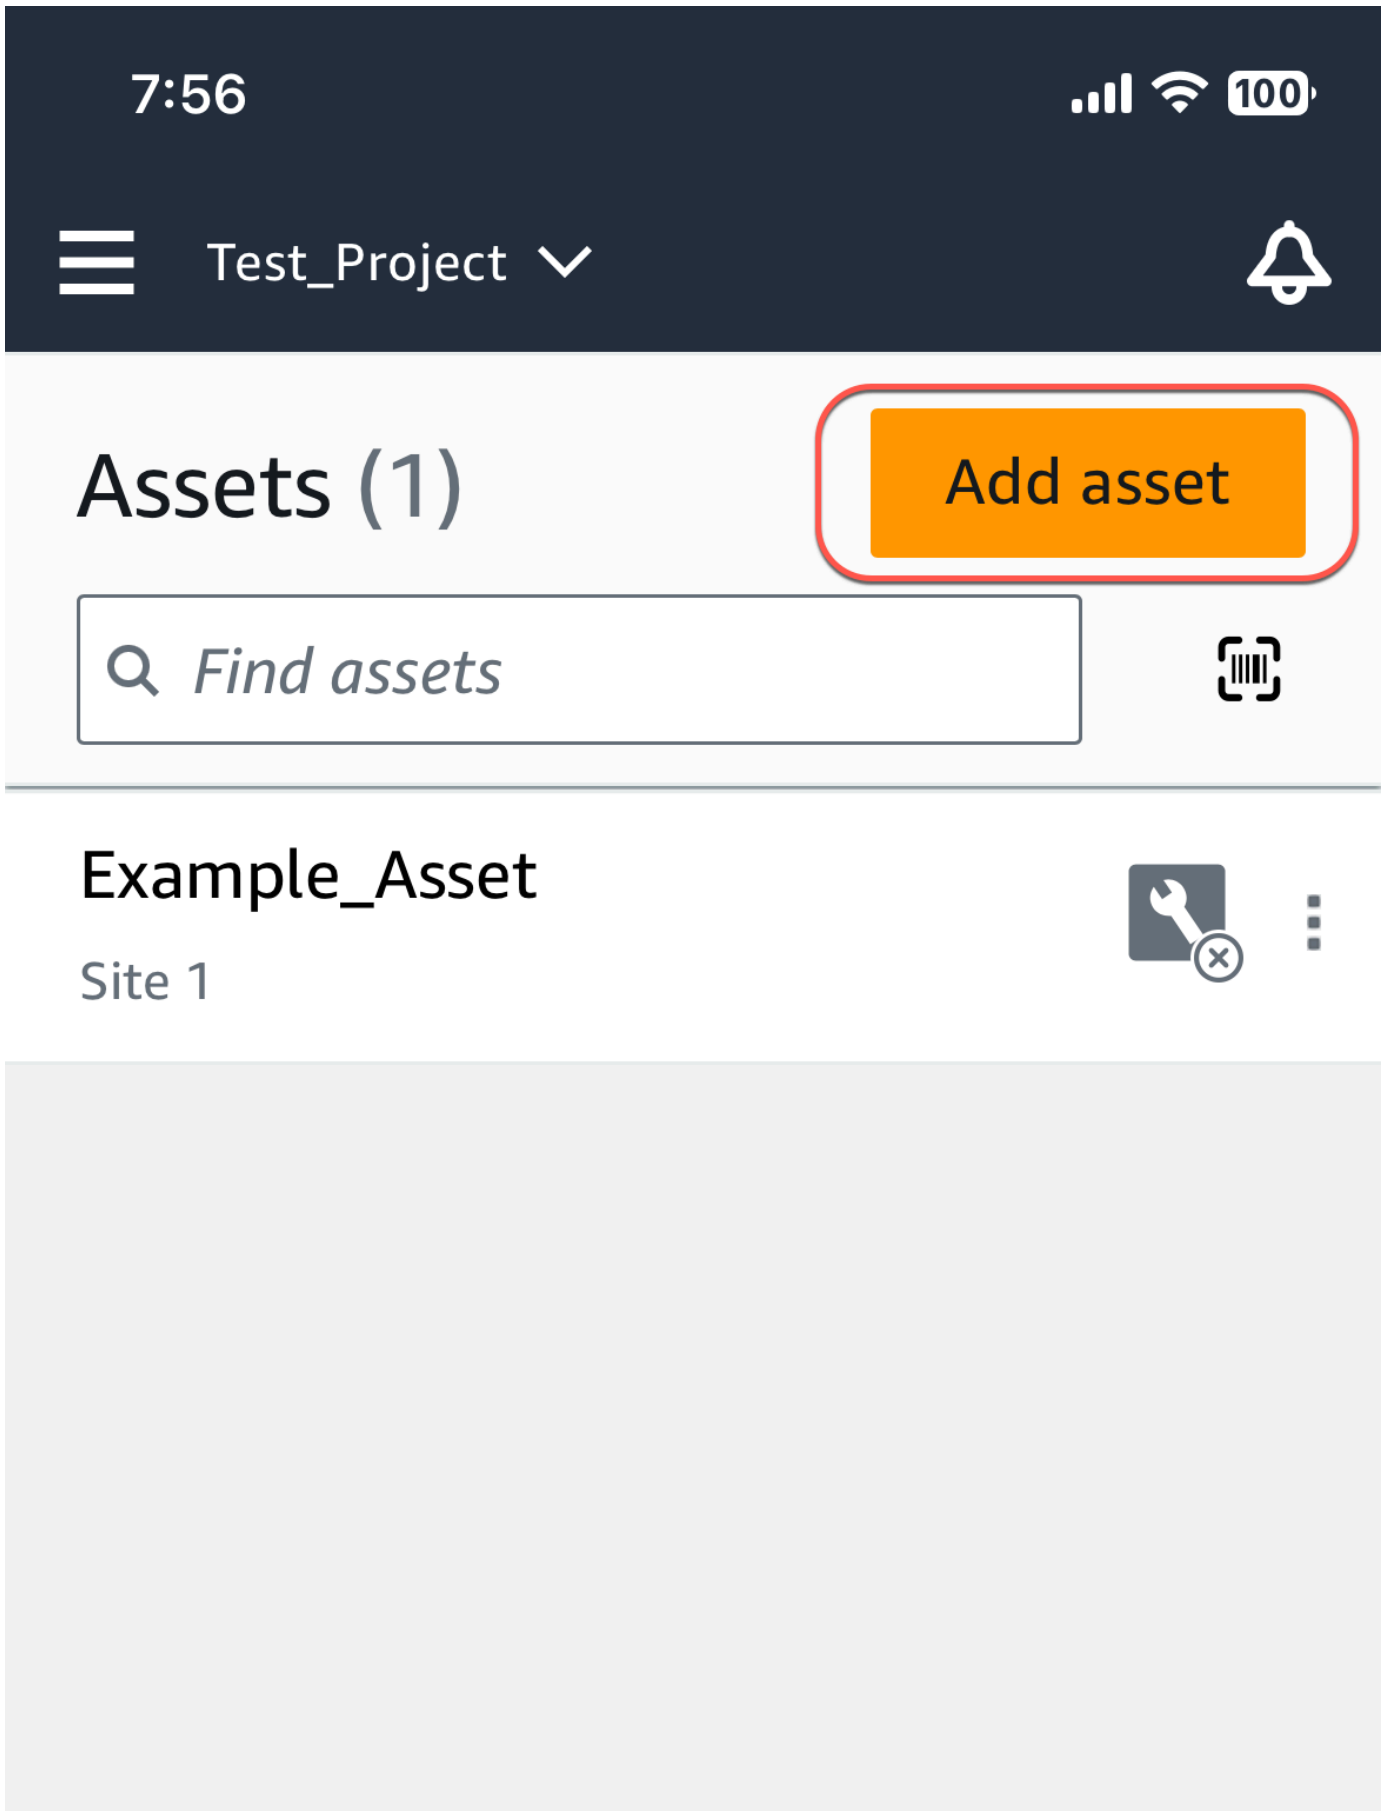 7:56
100
Test_Project
Assets (1)
Add asset
Find assets
Example_Asset
Site 1